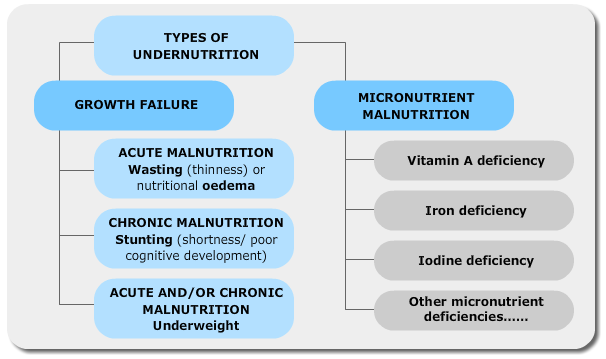 TYPES OF
UNDERNUTRITION
GROWTH FAILURE
ACUTE MALNUTRITION
Wasting (thinness) or
nutritional oedema
CHRONIC MALNUTRITION
Stunting (shortness/ poor
cognitive development)
ACUTE AND/OR CHRONIC
MALNUTRITION
Underweight
MICRONUTRIENT
MALNUTRITION
Vitamin A deficiency
Iron deficiency
Iodine deficiency
Other micronutrient
deficiencies......